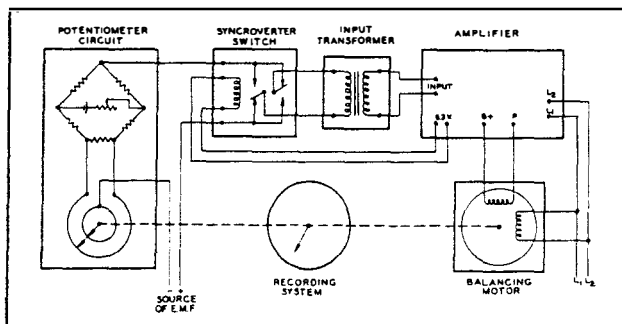 POTENTIOMETER
CIRCUIT
SYNCROVERTER
SWITCH
INPUT
TRANSFORMER
AMPLIFIER
INPUT
6.3 V.
B+
P
L2
L1
SOURCE
OF E.M.F
RECORDING
SYSTEM
BALANCING
MOTOR
L1 L2